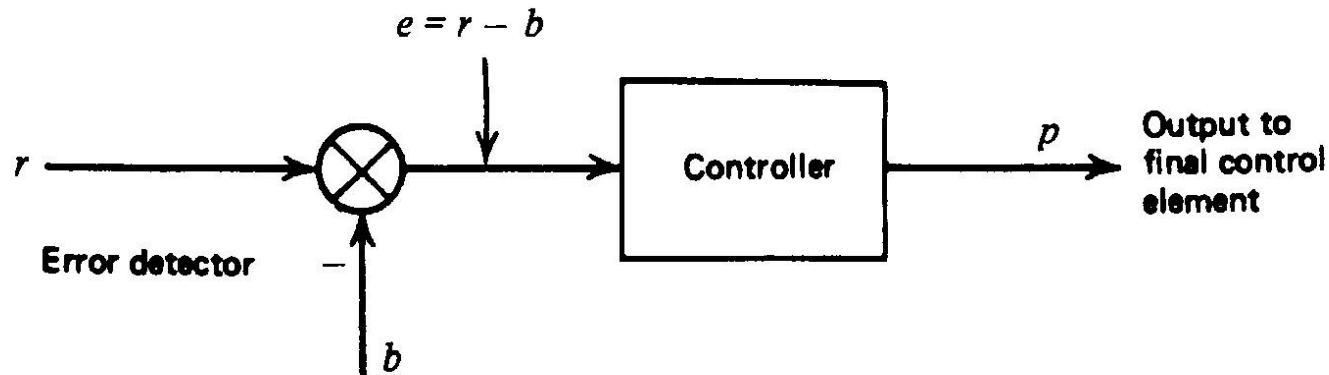 e = r − b
r
Controller
p
Output to
final control
element
Error detector
−
b